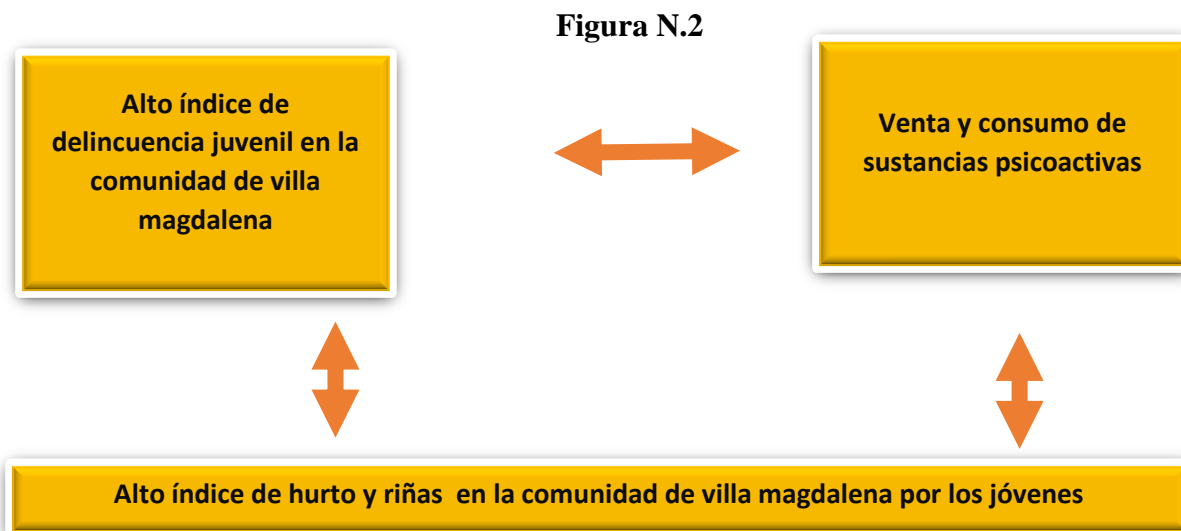 Figura N.2
Alto índice de
delincuencia juvenil en la
comunidad de villa
magdalena
Venta y consumo de
sustancias psicoactivas
Alto índice de hurto y riñas  en la comunidad de villa magdalena por los jóvenes